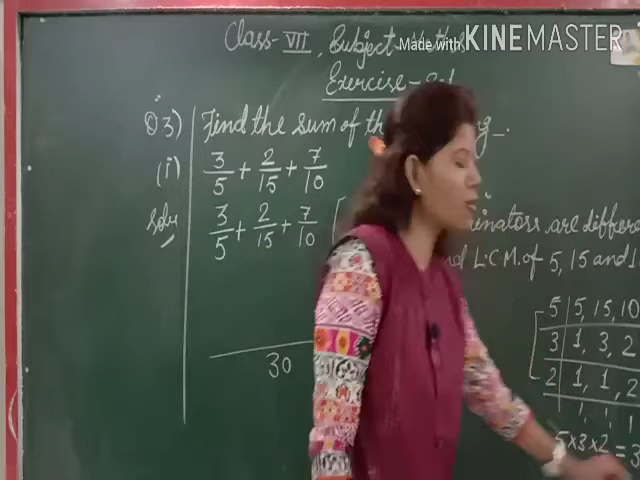 Class-VII, Subject-
Made with KINEMASTER
Exercise-
Q3) Find the sum of th
(i) 3/5 + 2/15 + 7/10
Soln 3/5 + 2/15 + 7/10 [
are differe
L.C.M. of 5, 15 and 1
5 | 5, 15, 10
3 | 1, 3, 2
2 | 1, 1, 2
1, 1, 1
30
5×3×2 = 3